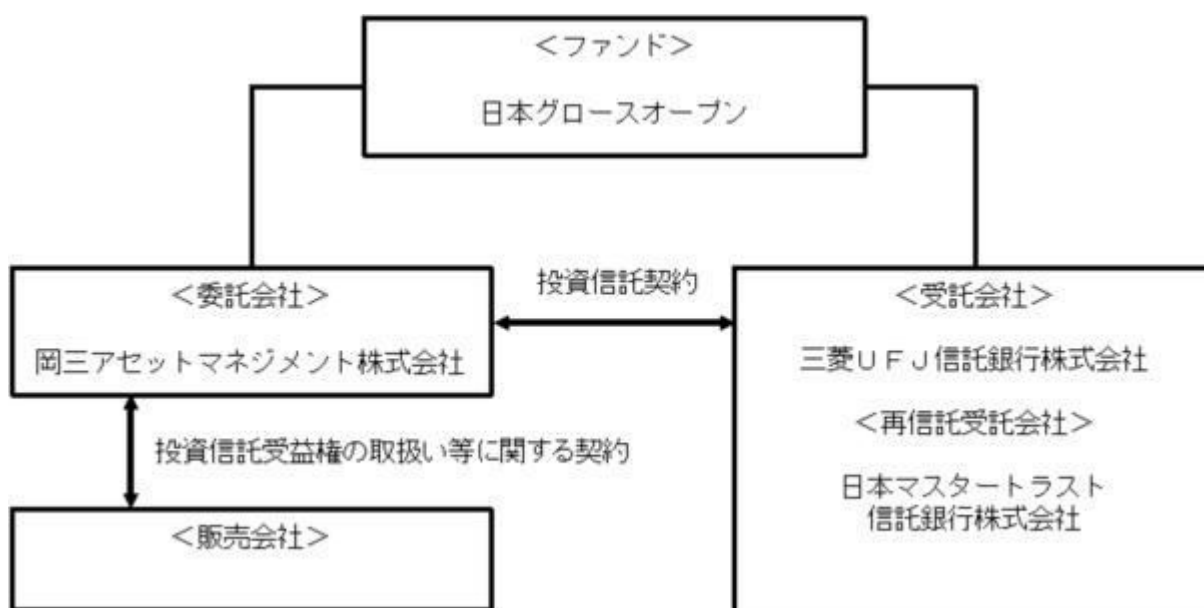 ＜ファンド＞
日本グロースオープン
＜委託会社＞
岡三アセットマネジメント株式会社
投資信託契約
＜受託会社＞
三菱ＵＦＪ信託銀行株式会社
＜再信託受託会社＞
日本マスタートラスト
信託銀行株式会社
投資信託受益権の取扱い等に関する契約
＜販売会社＞